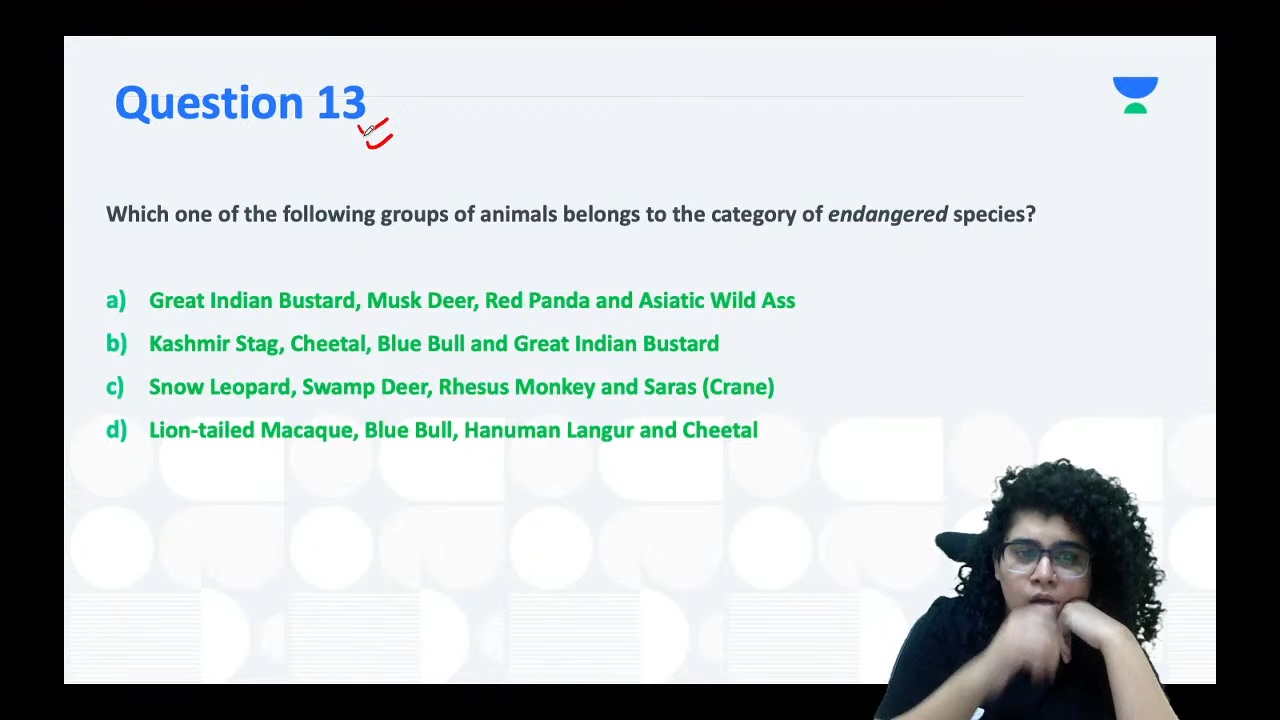 Question 13
Which one of the following groups of animals belongs to the category of endangered species?
a) Great Indian Bustard, Musk Deer, Red Panda and Asiatic Wild Ass
b) Kashmir Stag, Cheetal, Blue Bull and Great Indian Bustard
c) Snow Leopard, Swamp Deer, Rhesus Monkey and Saras (Crane)
d) Lion-tailed Macaque, Blue Bull, Hanuman Langur and Cheetal